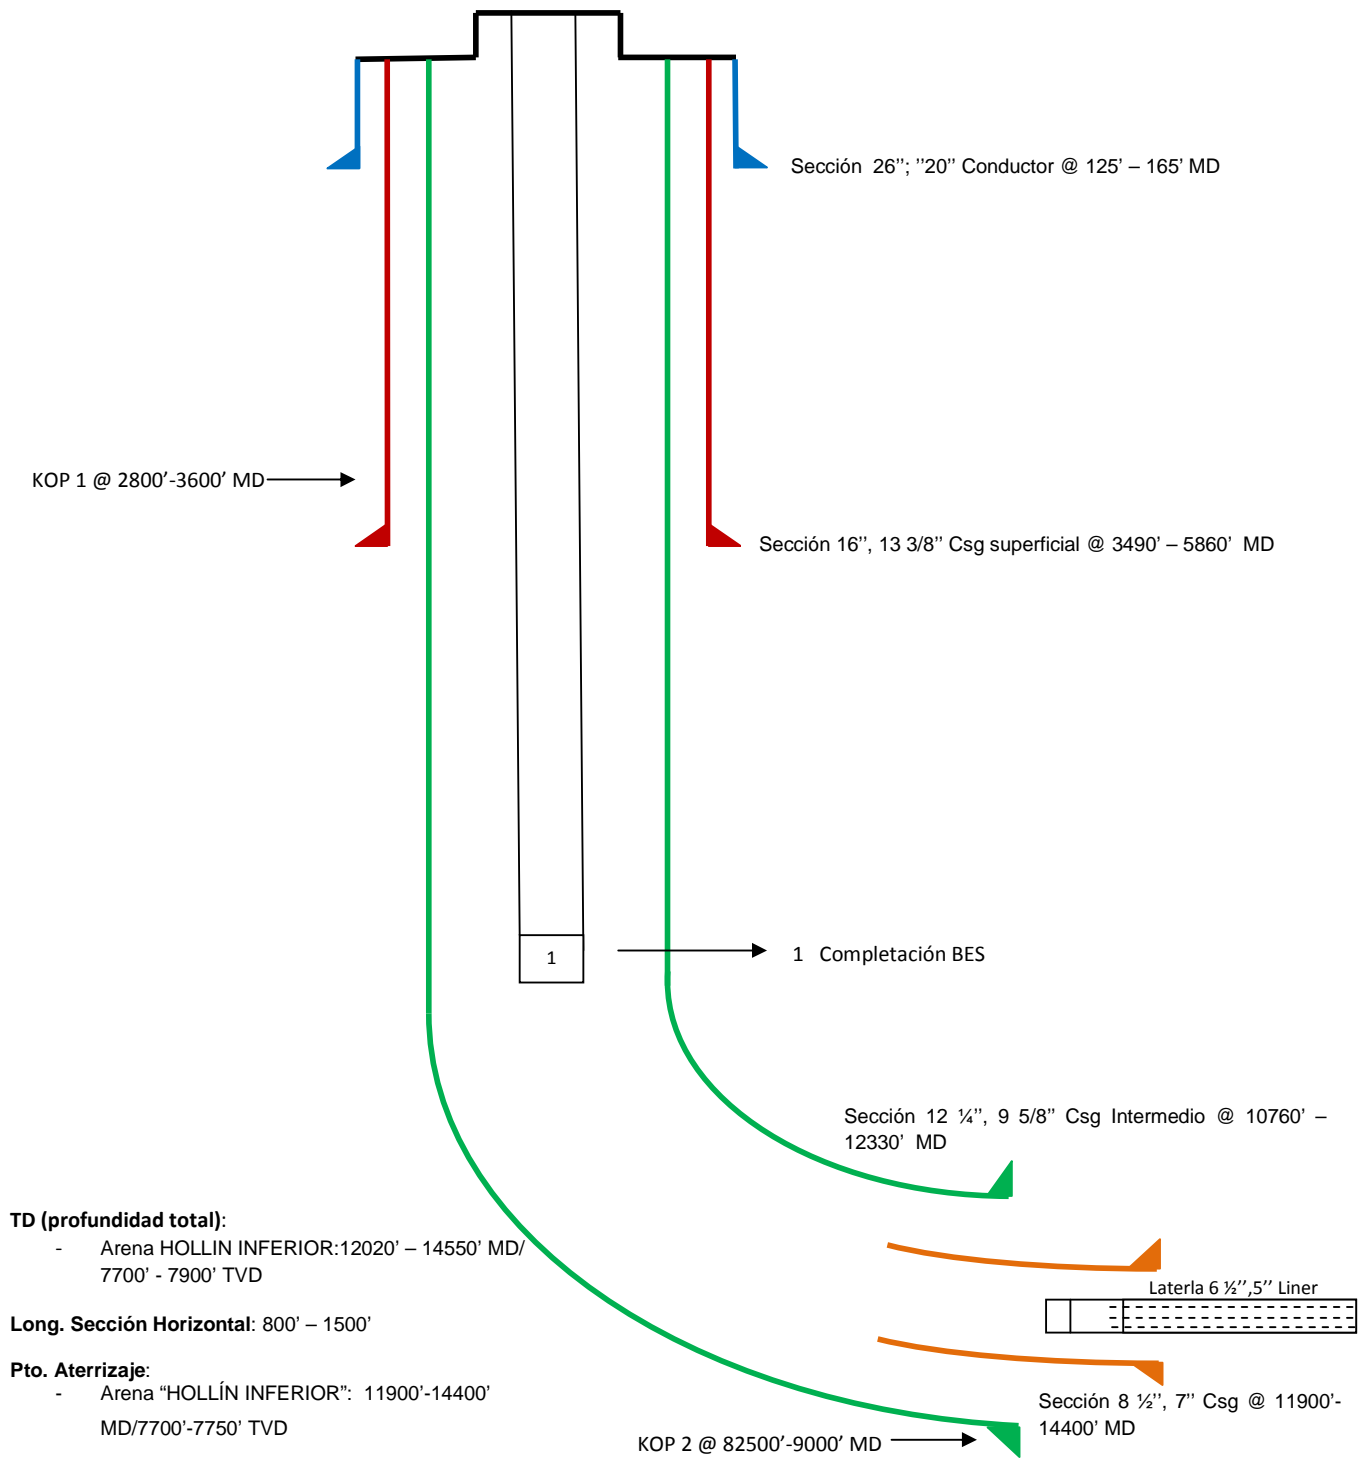 Sección 26’’; ’’20” Conductor @ 125’ – 165’ MD
KOP 1 @ 2800’-3600’ MD
Sección 16’’, 13 3/8’’ Csg superficial @ 3490’ – 5860’ MD
1
1 Completación BES
Sección 12 ¼’’, 9 5/8’’ Csg Intermedio @ 10760’ –
12330’ MD
TD (profundidad total):
- Arena HOLLIN INFERIOR:12020’ – 14550’ MD/
7700’ - 7900’ TVD
Laterla 6 ½’’,5’’ Liner
Long. Sección Horizontal: 800’ – 1500’
Pto. Aterrizaje:
- Arena “HOLLÍN INFERIOR”: 11900’-14400’
MD/7700’-7750’ TVD
Sección 8 ½’’, 7’’ Csg @ 11900’-
14400’ MD
KOP 2 @ 82500’-9000’ MD